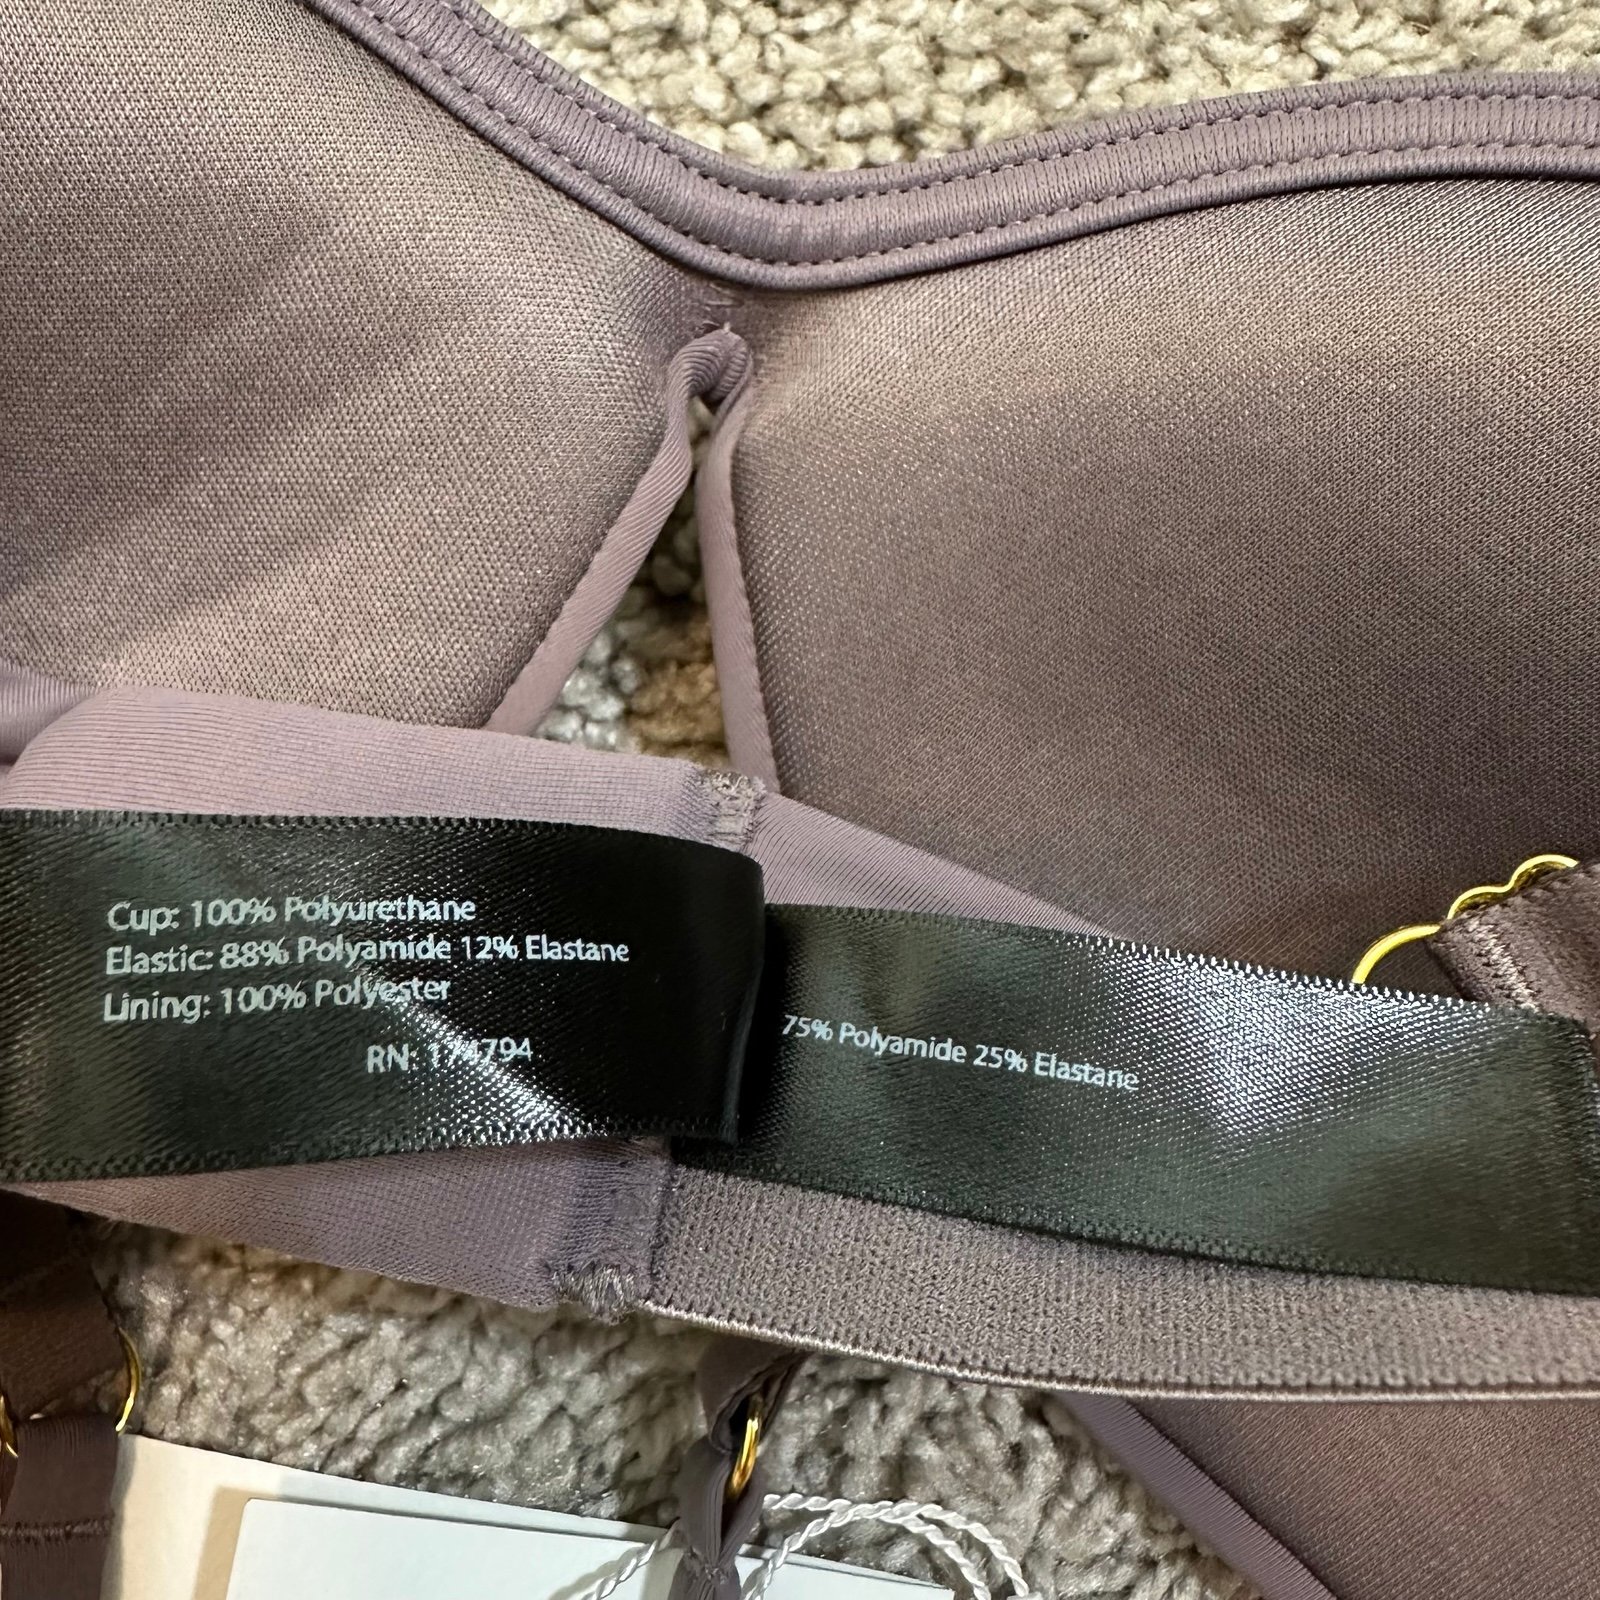 Cup: 100% Polyurethane
Elastic: 88% Polyamide 12% Elastane
Lining: 100% Polyester
RN: 174794
75% Polyamide 25% Elastane